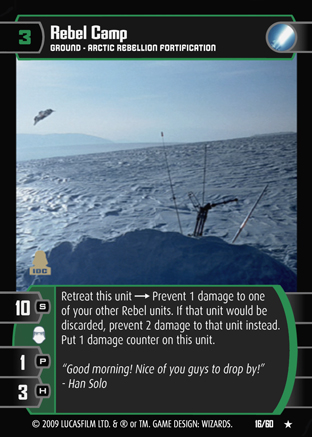 3
Rebel Camp
GROUND - ARCTIC REBELLION FORTIFICATION
IDC
Retreat this unit → Prevent 1 damage to one
of your other Rebel units. If that unit would be
discarded, prevent 2 damage to that unit instead.
Put 1 damage counter on this unit.
10 S
1 P
3 H
"Good morning! Nice of you guys to drop by!"
- Han Solo
© 2009 LUCASFILM LTD. & ® or TM. GAME DESIGN: WIZARDS.
16/60